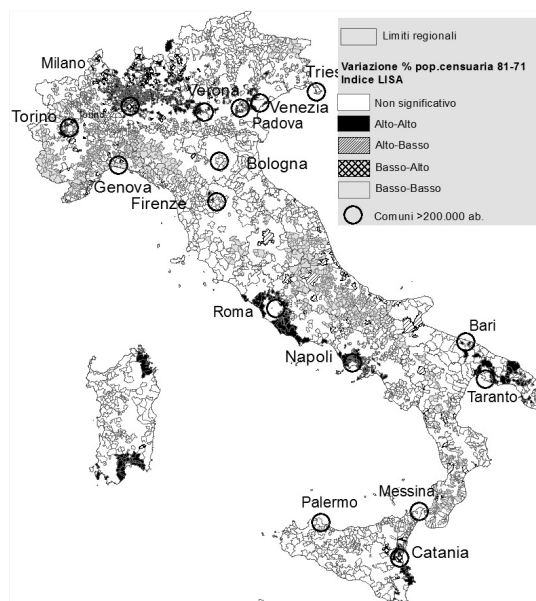 Limiti regionali
Variazione % pop.censuaria 81-71
Indice LISA
Non significativo
Alto-Alto
Alto-Basso
Basso-Alto
Basso-Basso
Comuni >200.000 ab.
Milano
Verona
Tries
Torino
Torino
Venezia
Padova
Genova
Bologna
Firenze
Roma
Napoli
Bari
Taranto
Palermo
Messina
Catania